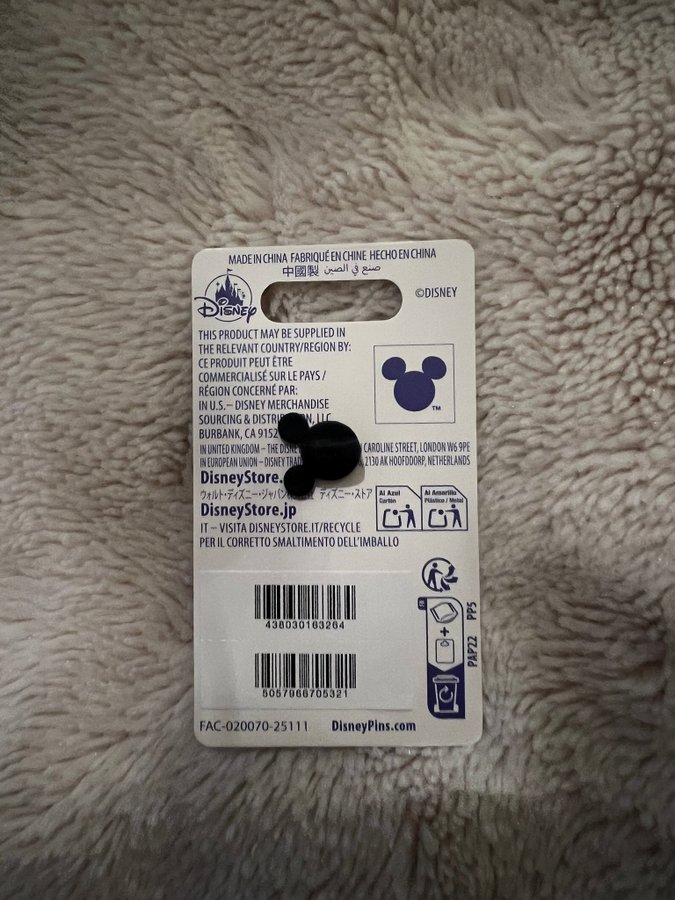 MADE IN CHINA FABRIQUÉ EN CHINE HECHO EN CHINA
中國製 صنع في الصين
Disney
©DISNEY
THIS PRODUCT MAY BE SUPPLIED IN
THE RELEVANT COUNTRY/REGION BY:
CE PRODUIT PEUT ÊTRE
COMMERCIALISÉ SUR LE PAYS /
RÉGION CONCERNÉ PAR:
TM
IN U.S. – DISNEY MERCHANDISE
SOURCING & LLC
BURBANK, CA
IN UNITED KINGDOM – THE CAROLINE STREET, LONDON W6 9PE
IN EUROPEAN UNION – DISNEY 2130 AK HOOFDDORP, NETHERLANDS
DisneyStore.
ウォルト・ディズニー・ジャパン ディズニー・ストア
DisneyStore.jp
Al Azul
Cartón
Al Amarillo
Plástico / Metal
IT – VISITA DISNEYSTORE.IT/RECYCLE
PER IL CORRETTO SMALTIMENTO DELL'IMBALLO
438030163264
5057966705321
FR
+
PAP22 PP5
FAC-020070-25111 DisneyPins.com